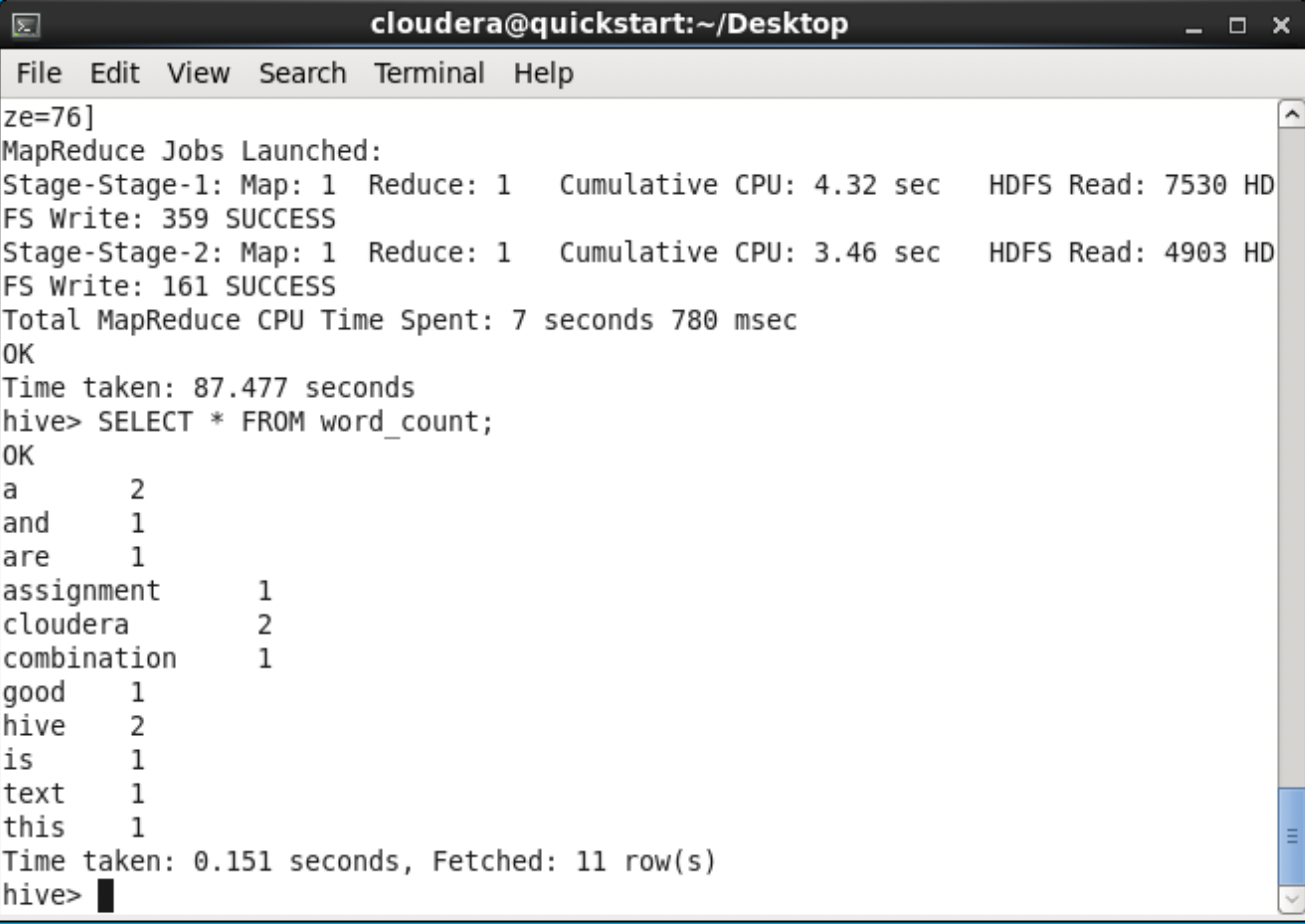 cloudera@quickstart:~/Desktop
File Edit View Search Terminal Help
ze=76]
MapReduce Jobs Launched:
Stage-Stage-1: Map: 1  Reduce: 1   Cumulative CPU: 4.32 sec   HDFS Read: 7530 HD
FS Write: 359 SUCCESS
Stage-Stage-2: Map: 1  Reduce: 1   Cumulative CPU: 3.46 sec   HDFS Read: 4903 HD
FS Write: 161 SUCCESS
Total MapReduce CPU Time Spent: 7 seconds 780 msec
OK
Time taken: 87.477 seconds
hive> SELECT * FROM word_count;
OK
a	2
and	1
are	1
assignment	1
cloudera	2
combination	1
good	1
hive	2
is	1
text	1
this	1
Time taken: 0.151 seconds, Fetched: 11 row(s)
hive>